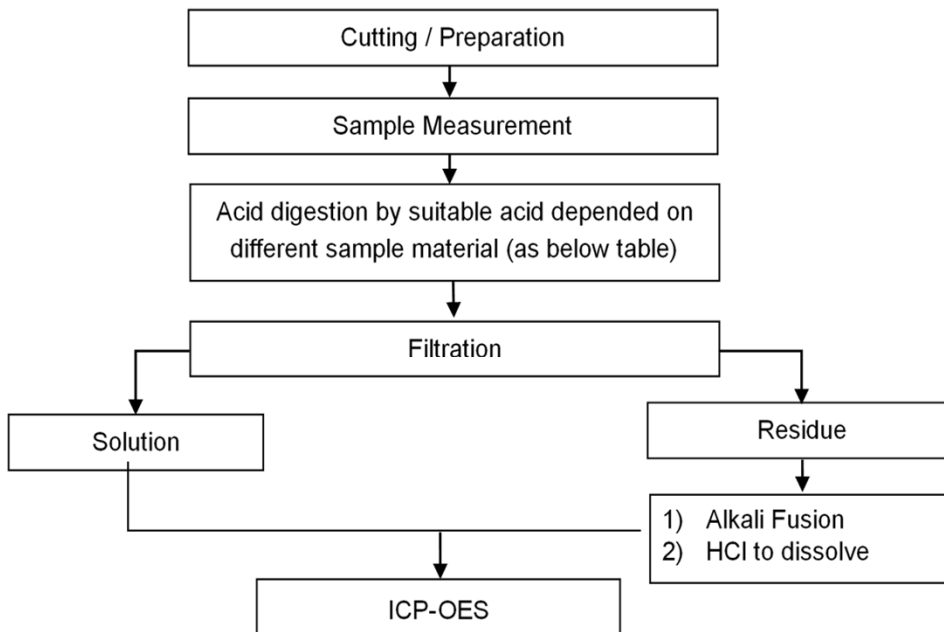 Cutting / Preparation
Sample Measurement
Acid digestion by suitable acid depended on
different sample material (as below table)
Filtration
Solution
Residue
1) Alkali Fusion
2) HCl to dissolve
ICP-OES